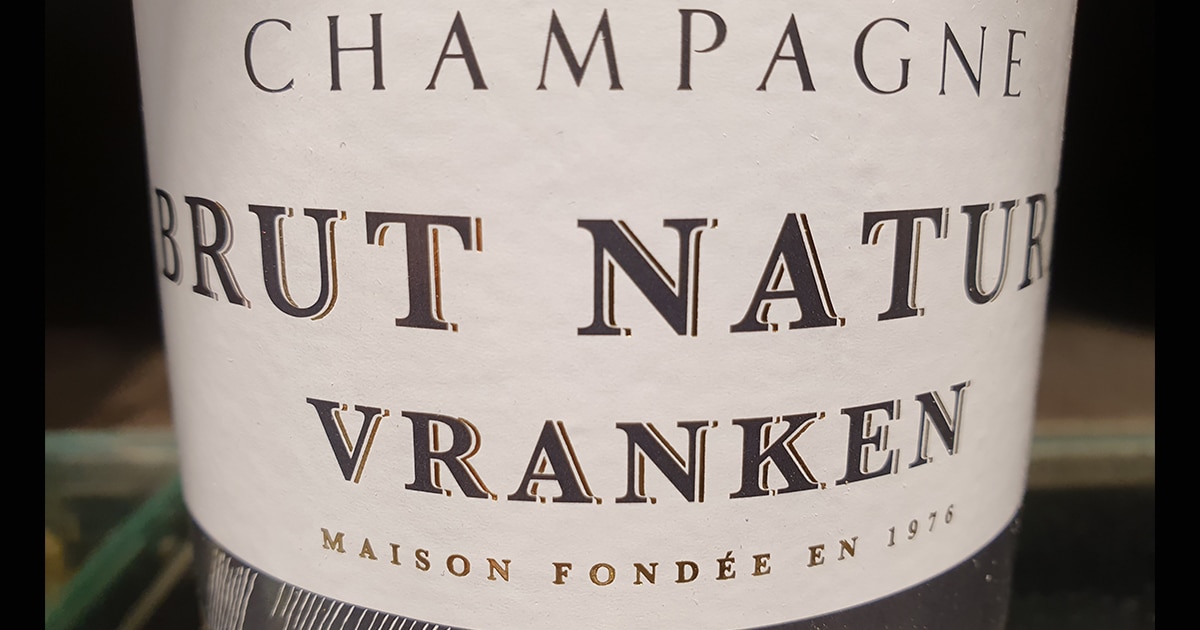 CHAMPAGNE
BRUT NATUR
VRANKEN
MAISON FONDÉE EN 1976